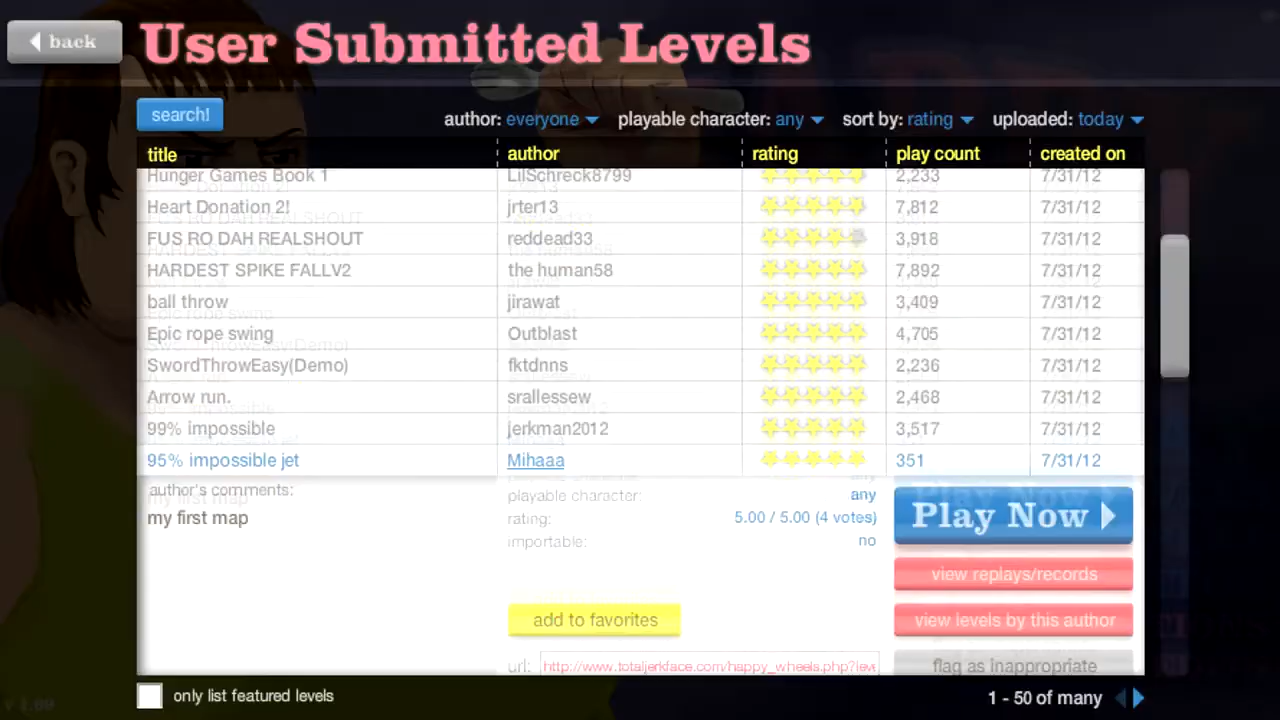 back
User Submitted Levels
search!
author: everyone playable character: any sort by: rating uploaded: today
title author rating play count created on
Hunger Games Book 1 LilSchreck8799 2,233 7/31/12
Heart Donation 2! jrter13 7,812 7/31/12
FUS RO DAH REALSHOUT reddead33 3,918 7/31/12
HARDEST SPIKE FALLV2 the human58 7,892 7/31/12
ball throw jirawat 3,409 7/31/12
Epic rope swing Outblast 4,705 7/31/12
SwordThrowEasy(Demo) fktdnns 2,236 7/31/12
Arrow run. srallessew 2,468 7/31/12
99% impossible jerkman2012 3,517 7/31/12
95% impossible jet Mihaaa 351 7/31/12
author's comments: playable character: any
my first map rating: 5.00 / 5.00 (4 votes) Play Now
importable: no
view replays/records
add to favorites view levels by this author
url: http://www.totaljerkface.com/happy_wheels.php?leve flag as inappropriate
only list featured levels 1 - 50 of many